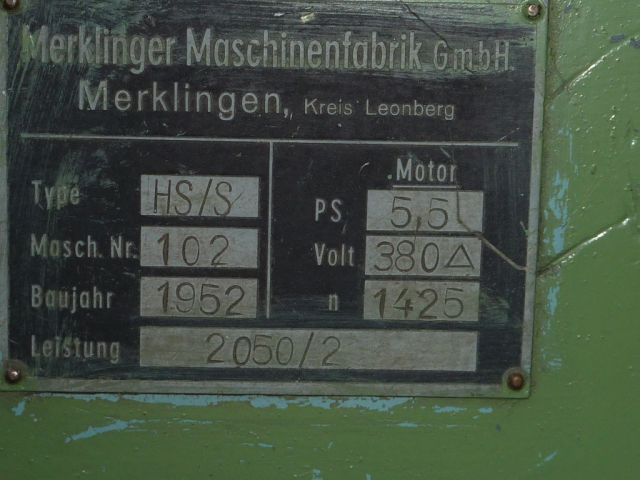 Merklinger Maschinenfabrik GmbH
Merklingen, Kreis Leonberg
Type HS/S
Masch. Nr. 102
Baujahr 1952
Leistung 2050/2
Motor
PS 5,5
Volt 380 △
n 1425